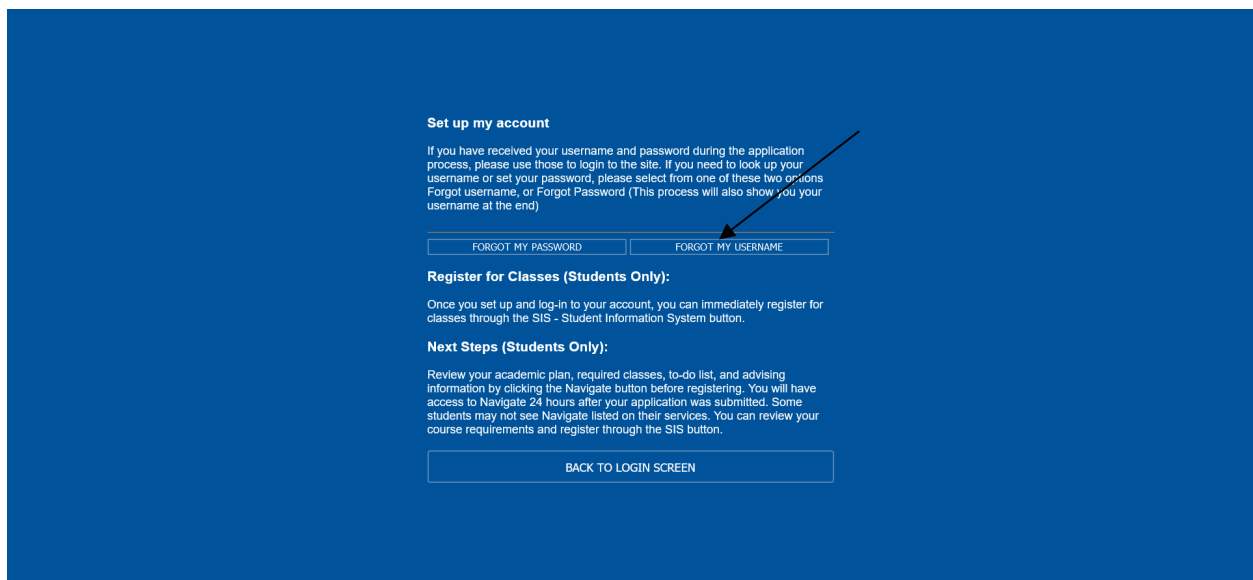 Set up my account
If you have received your username and password during the application
process, please use those to login to the site. If you need to look up your
username or set your password, please select from one of these two options
Forgot username, or Forgot Password (This process will also show you your
username at the end)
FORGOT MY PASSWORD
FORGOT MY USERNAME
Register for Classes (Students Only):
Once you set up and log-in to your account, you can immediately register for
classes through the SIS - Student Information System button.
Next Steps (Students Only):
Review your academic plan, required classes, to-do list, and advising
information by clicking the Navigate button before registering. You will have
access to Navigate 24 hours after your application was submitted. Some
students may not see Navigate listed on their services. You can review your
course requirements and register through the SIS button.
BACK TO LOGIN SCREEN